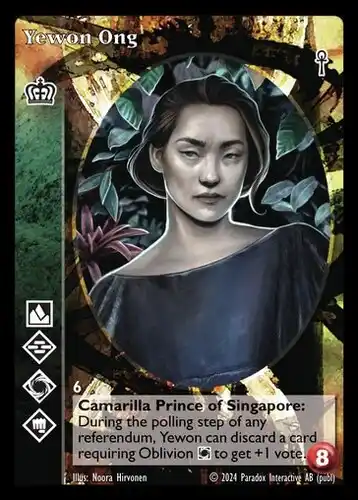 Yewon Ong
6
Camarilla Prince of Singapore:
During the polling step of any
referendum, Yewon can discard a card
requiring Oblivion to get +1 vote.
8
Illus: Noora Hirvonen
© 2024 Paradox Interactive AB (publ)